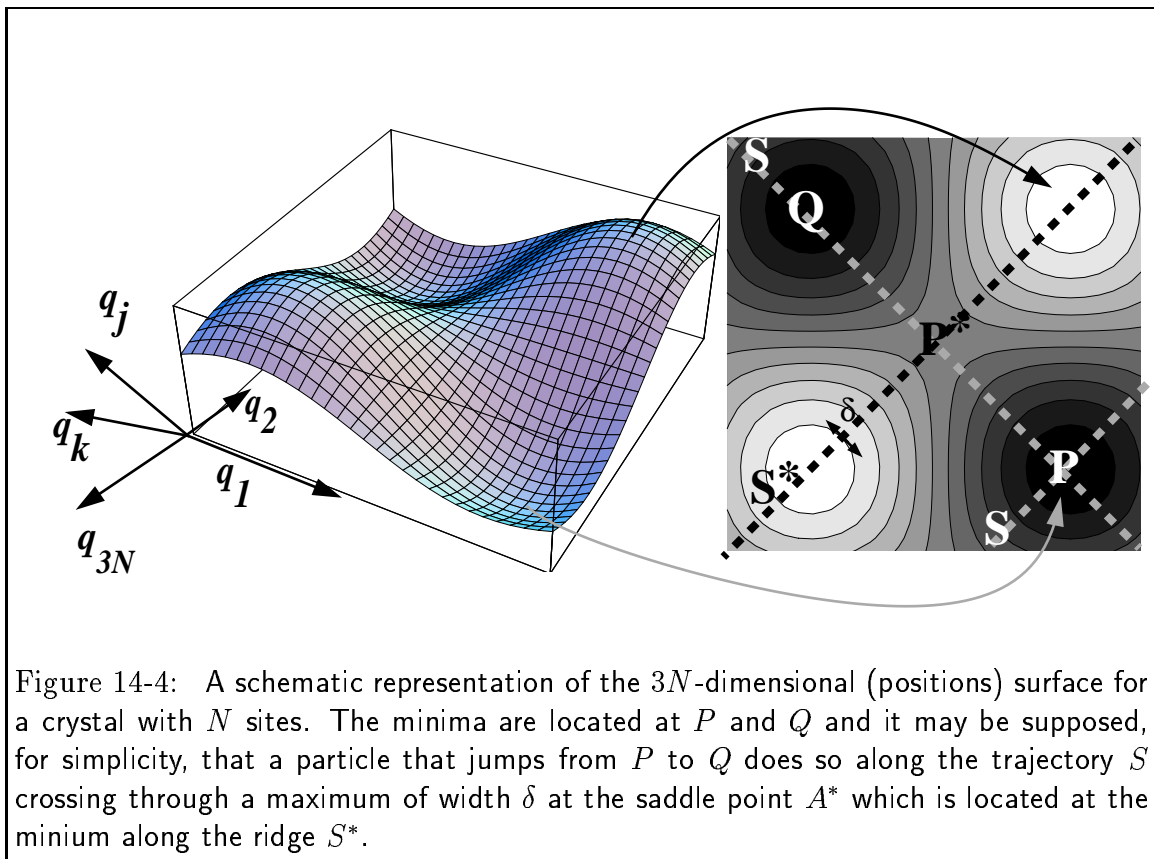 S
Q
P*
δ
S*
P
S
q_j
q_k
q_2
q_1
q_{3N}
Figure 14-4: A schematic representation of the 3N-dimensional (positions) surface for
a crystal with N sites. The minima are located at P and Q and it may be supposed,
for simplicity, that a particle that jumps from P to Q does so along the trajectory S
crossing through a maximum of width δ at the saddle point A* which is located at the
minium along the ridge S*.